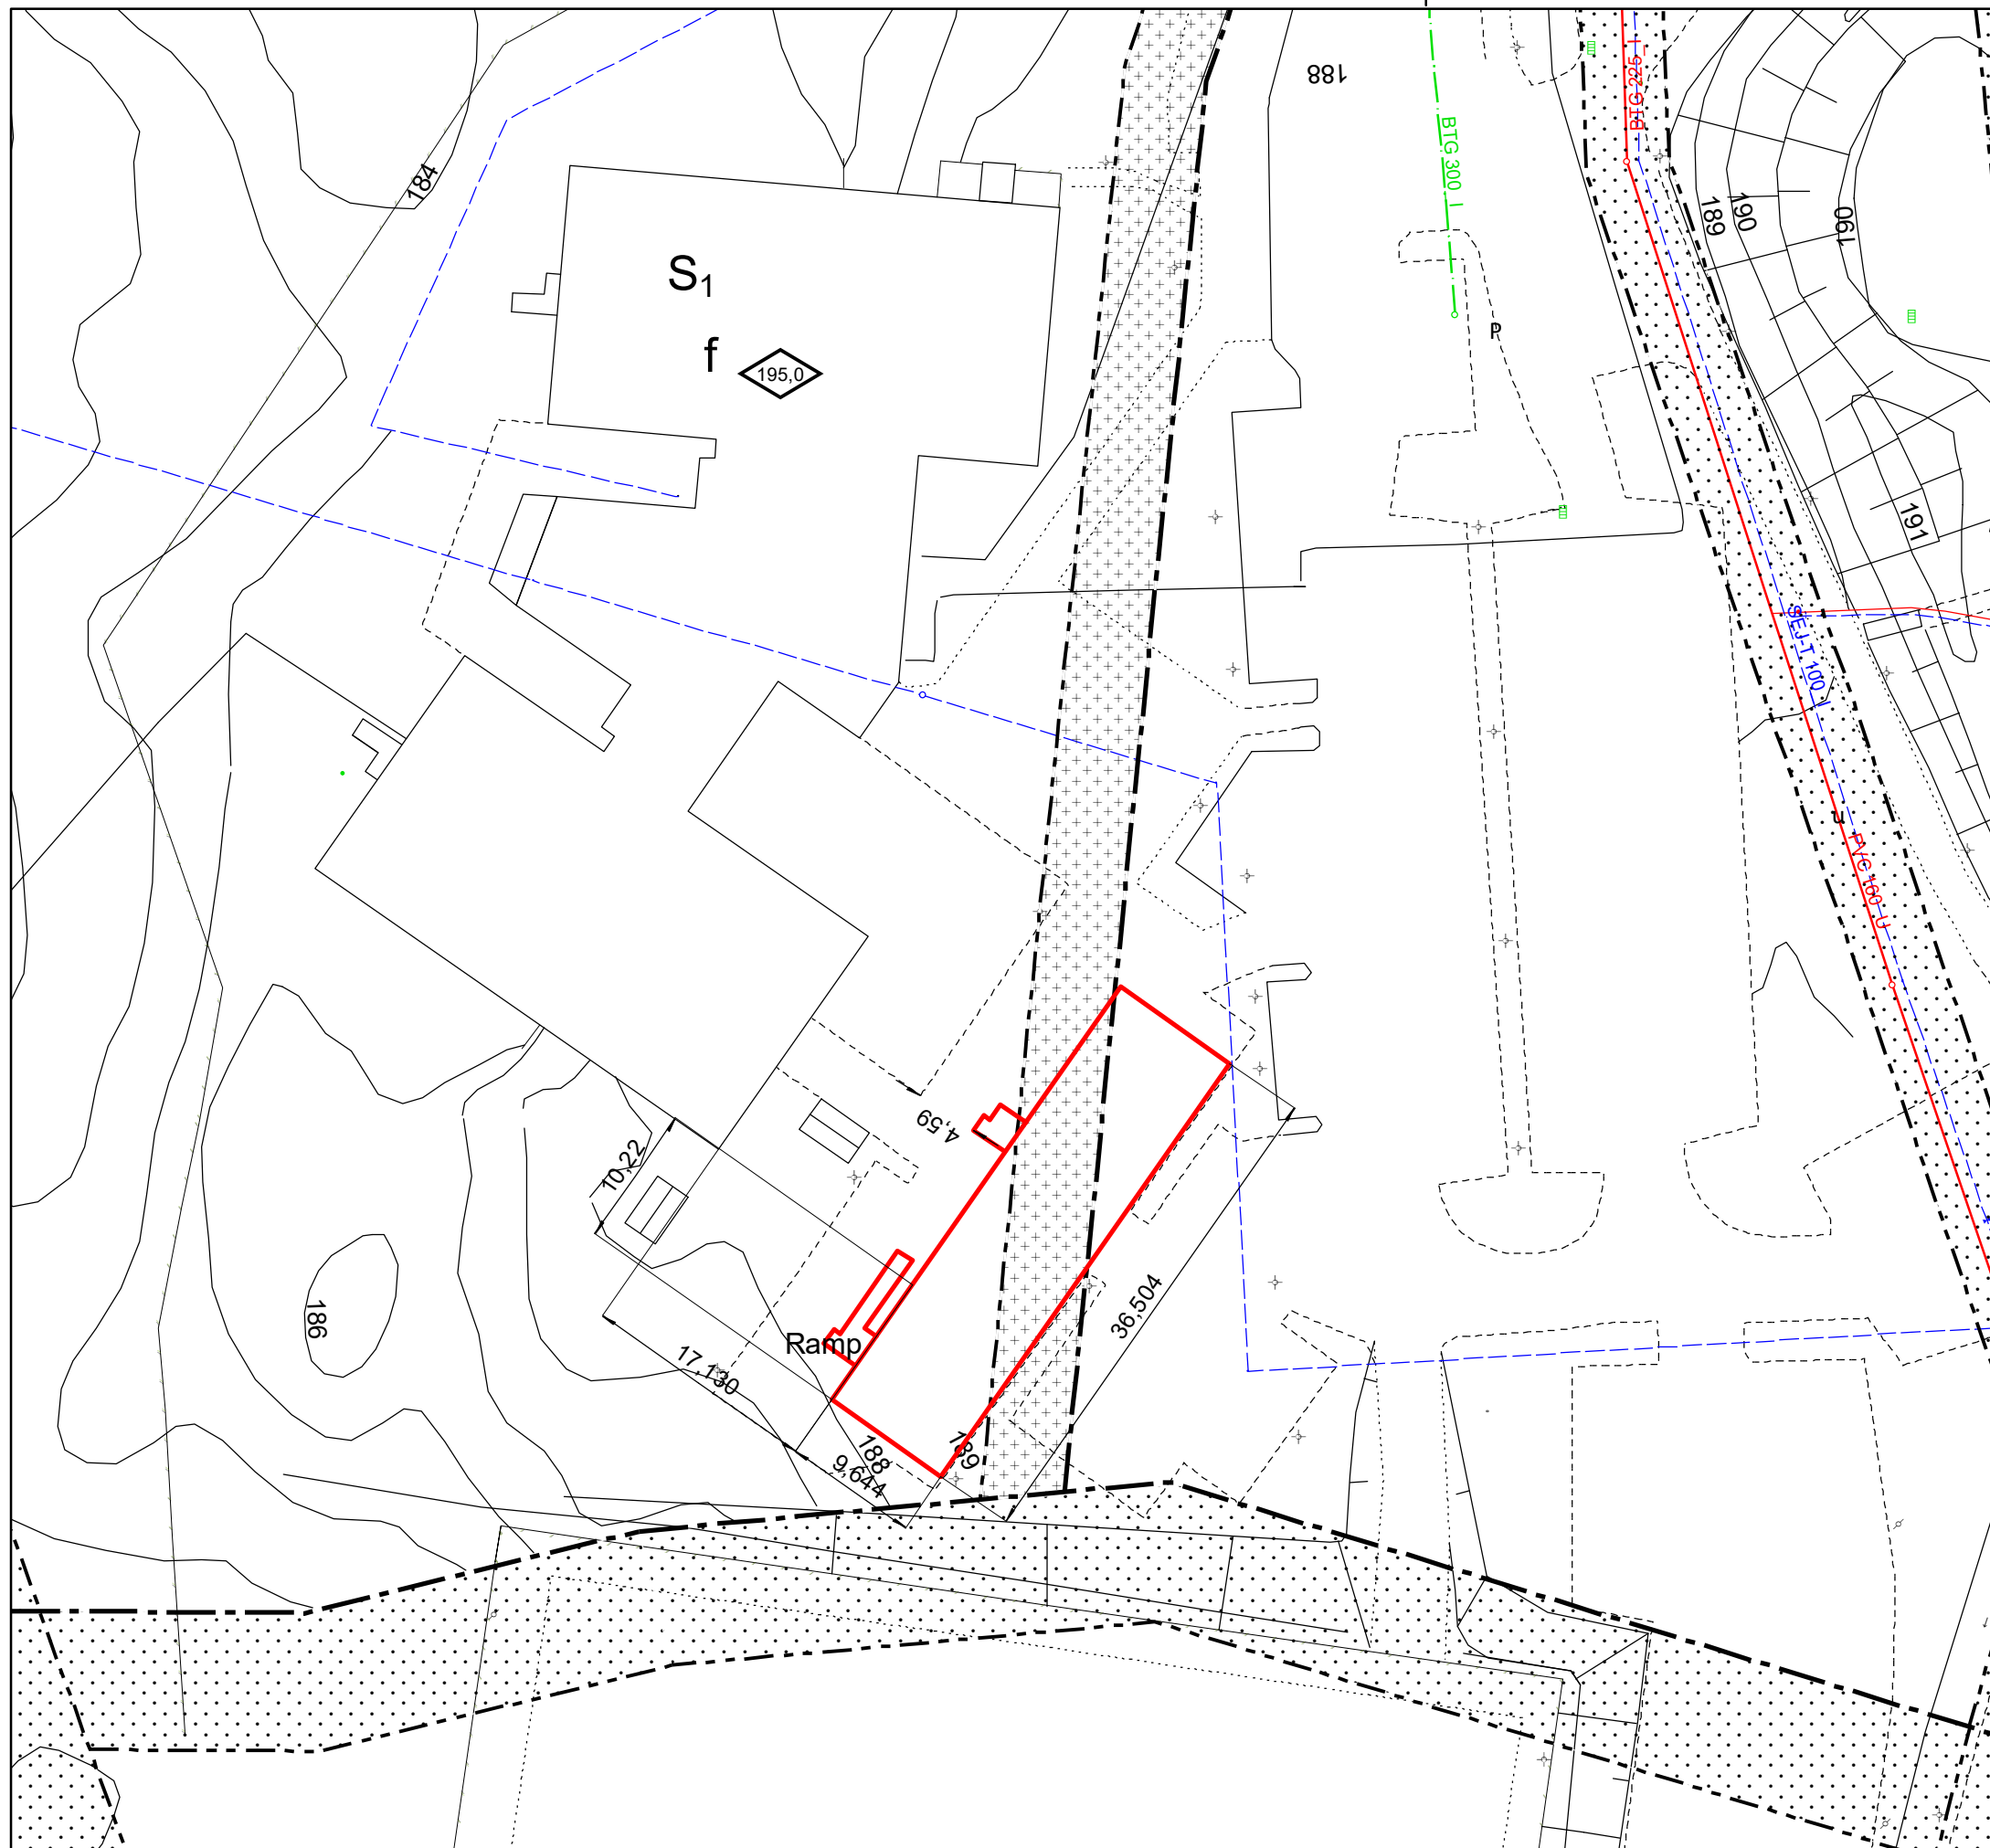 188
BTG 225 I
BTG 300 I
184
189
190
190
S₁
f
195,0
P
191
SEJ-T 100 I
u
PVC 160 U
4,59
10,22
186
36,504
Ramp
17,130
188
189
9,644